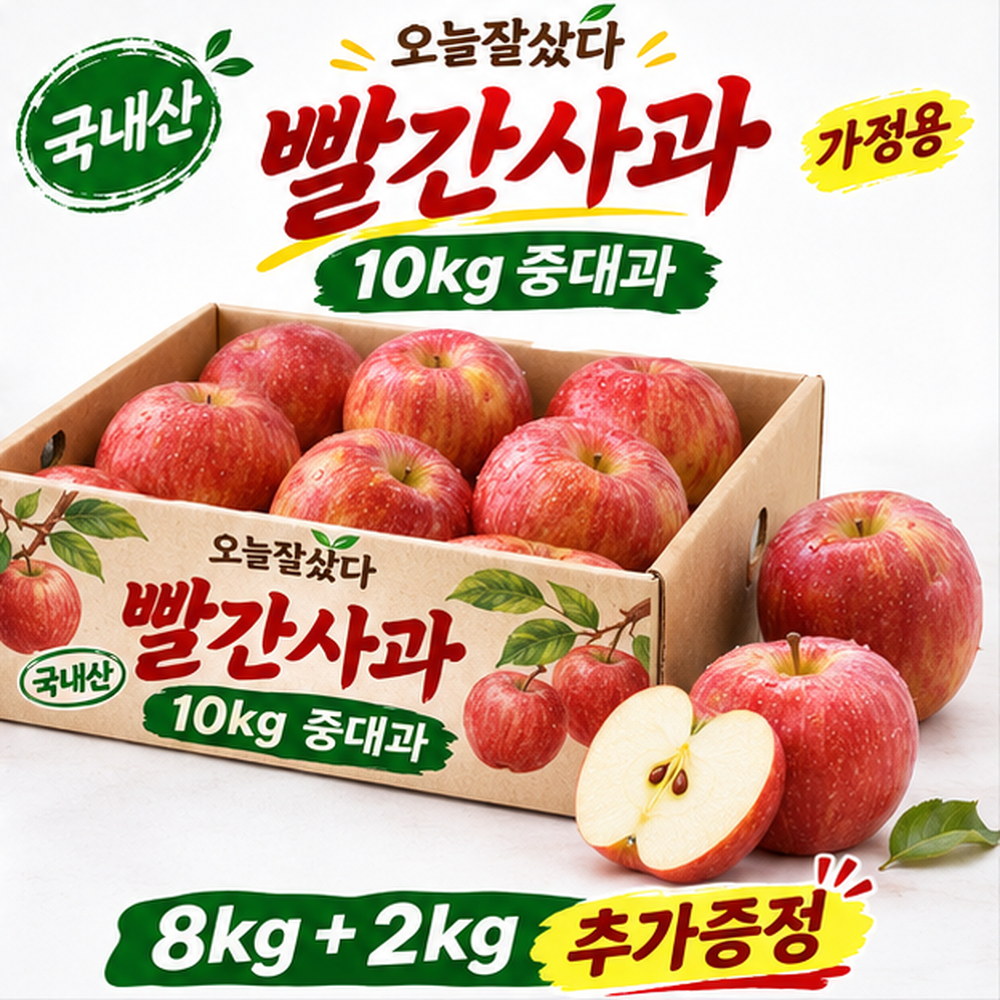 국내산
오늘잘샀다
빨간사과
가정용
10kg 중대과
오늘잘샀다
빨간사과
국내산
10kg 중대과
8kg + 2kg 추가증정